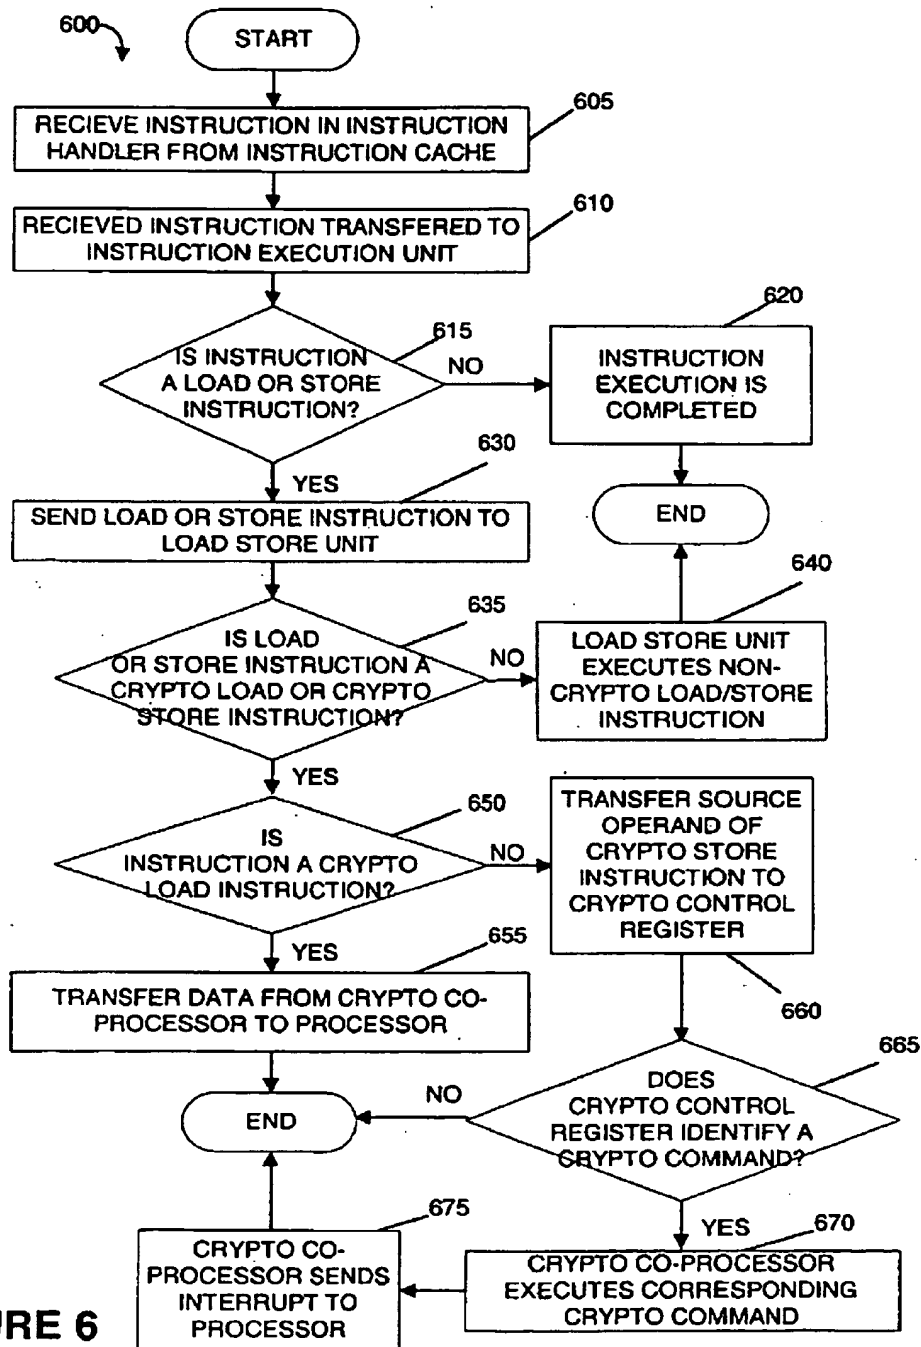 600
START
605
RECIEVE INSTRUCTION IN INSTRUCTION
HANDLER FROM INSTRUCTION CACHE
610
RECIEVED INSTRUCTION TRANSFERED TO
INSTRUCTION EXECUTION UNIT
615
IS INSTRUCTION
A LOAD OR STORE
INSTRUCTION?
NO
620
INSTRUCTION
EXECUTION IS
COMPLETED
END
YES
630
SEND LOAD OR STORE INSTRUCTION TO
LOAD STORE UNIT
635
IS LOAD
OR STORE INSTRUCTION A
CRYPTO LOAD OR CRYPTO
STORE INSTRUCTION?
NO
640
LOAD STORE UNIT
EXECUTES NON-
CRYPTO LOAD/STORE
INSTRUCTION
YES
650
IS
INSTRUCTION A CRYPTO
LOAD INSTRUCTION?
NO
TRANSFER SOURCE
OPERAND OF
CRYPTO STORE
INSTRUCTION TO
CRYPTO CONTROL
REGISTER
660
YES
655
TRANSFER DATA FROM CRYPTO CO-
PROCESSOR TO PROCESSOR
END
665
DOES
CRYPTO CONTROL
REGISTER IDENTIFY A
CRYPTO COMMAND?
NO
YES
670
CRYPTO CO-PROCESSOR
EXECUTES CORRESPONDING
CRYPTO COMMAND
675
CRYPTO CO-
PROCESSOR SENDS
INTERRUPT TO
PROCESSOR
URE 6